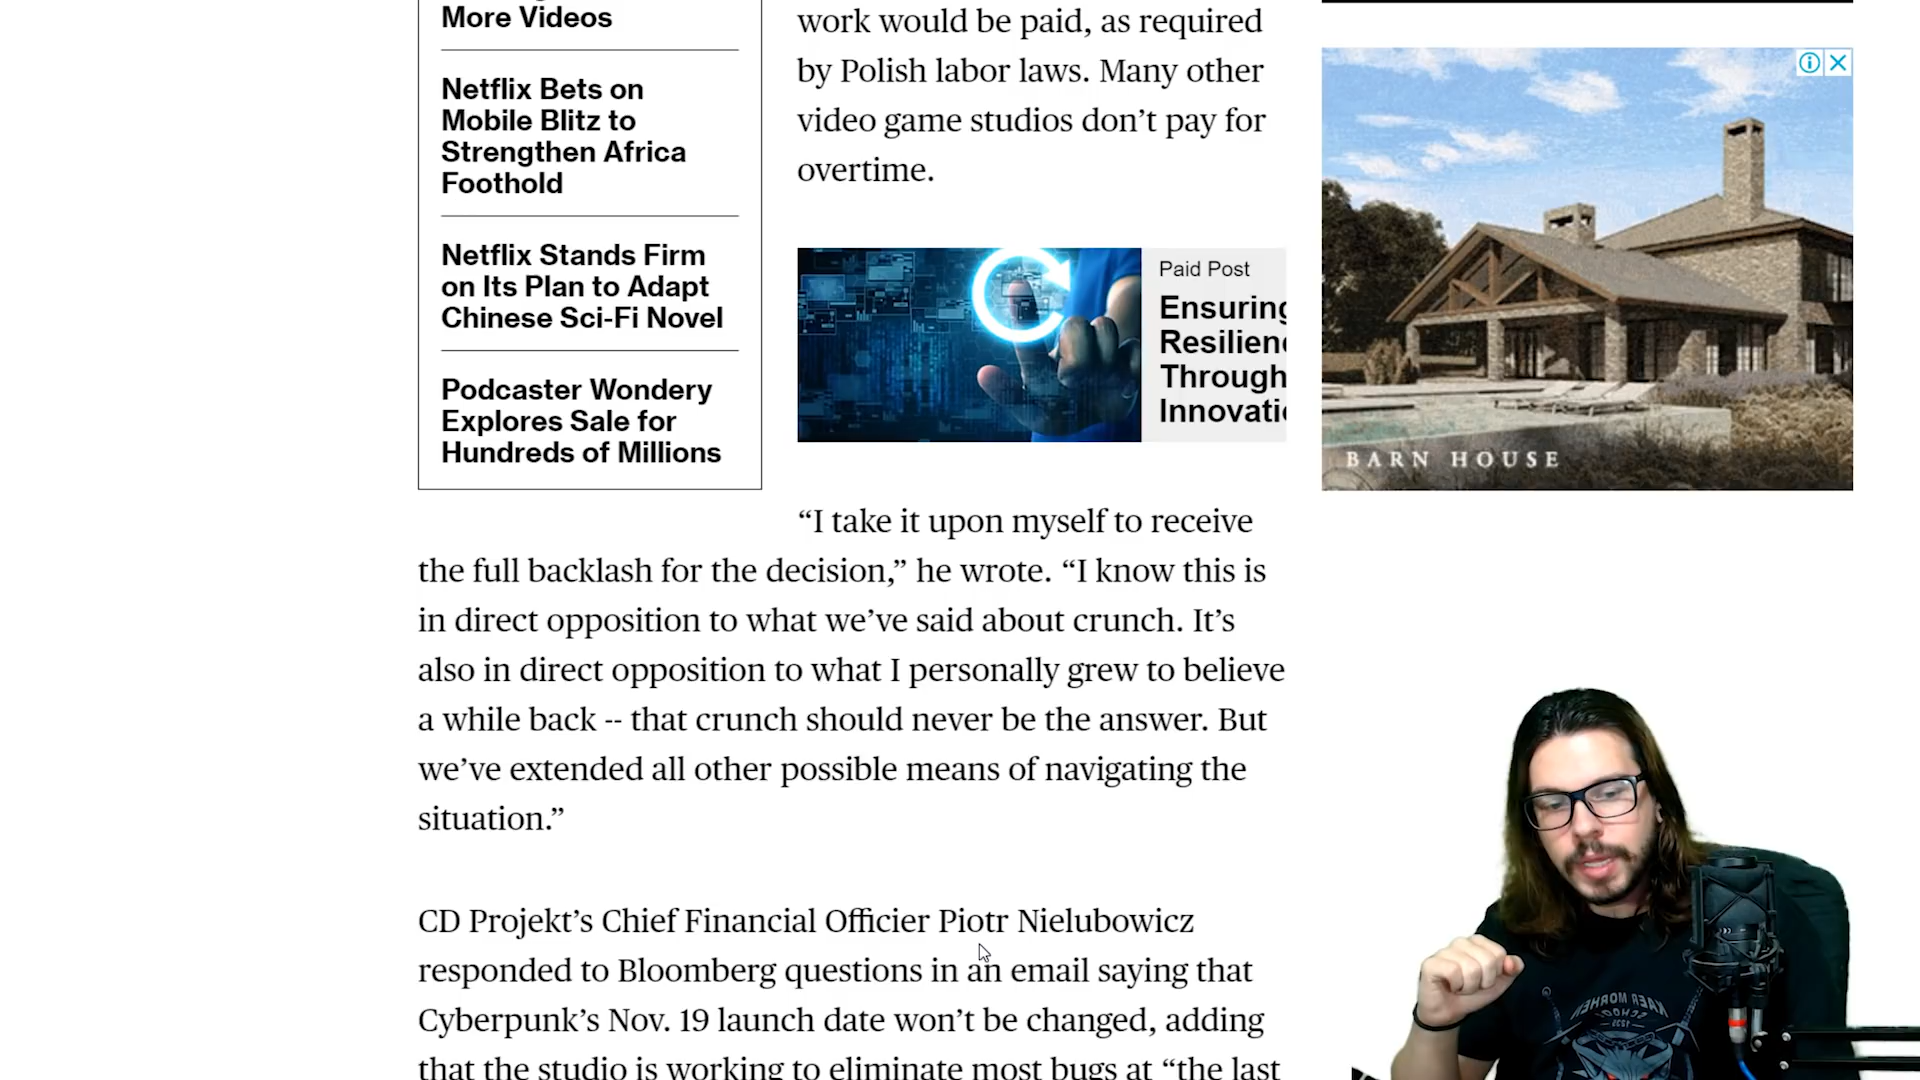 More Videos
Netflix Bets on
Mobile Blitz to
Strengthen Africa
Foothold
Netflix Stands Firm
on Its Plan to Adapt
Chinese Sci-Fi Novel
Podcaster Wondery
Explores Sale for
Hundreds of Millions
work would be paid, as required
by Polish labor laws. Many other
video game studios don’t pay for
overtime.
Paid Post
Ensuring
Resilienc
Through
Innovatio
“I take it upon myself to receive
the full backlash for the decision,” he wrote. “I know this is
in direct opposition to what we’ve said about crunch. It’s
also in direct opposition to what I personally grew to believe
a while back -- that crunch should never be the answer. But
we’ve extended all other possible means of navigating the
situation.”
CD Projekt’s Chief Financial Officier Piotr Nielubowicz
responded to Bloomberg questions in an email saying that
Cyberpunk’s Nov. 19 launch date won’t be changed, adding
that the studio is working to eliminate most bugs at “the last
BARN HOUSE
KAER MORHEN
SCHOOL